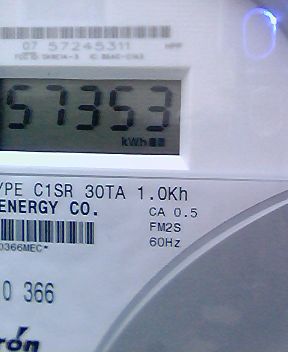 07 57245311
57353
kWh
YPE C1SR 30TA 1.0Kh
ENERGY CO.
CA 0.5
FM2S
60Hz
0366MEC*
0 366
rón